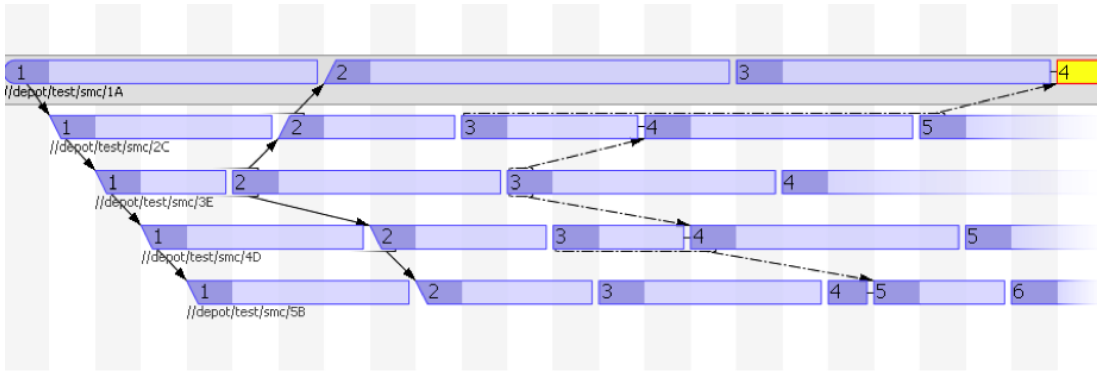 1 2 3 4
//depot/test/smc/1A
1 2 3 4 5
//depot/test/smc/2C
1 2 3 4
//depot/test/smc/3E
1 2 3 4 5
//depot/test/smc/4D
1 2 3 4 5 6
//depot/test/smc/5B